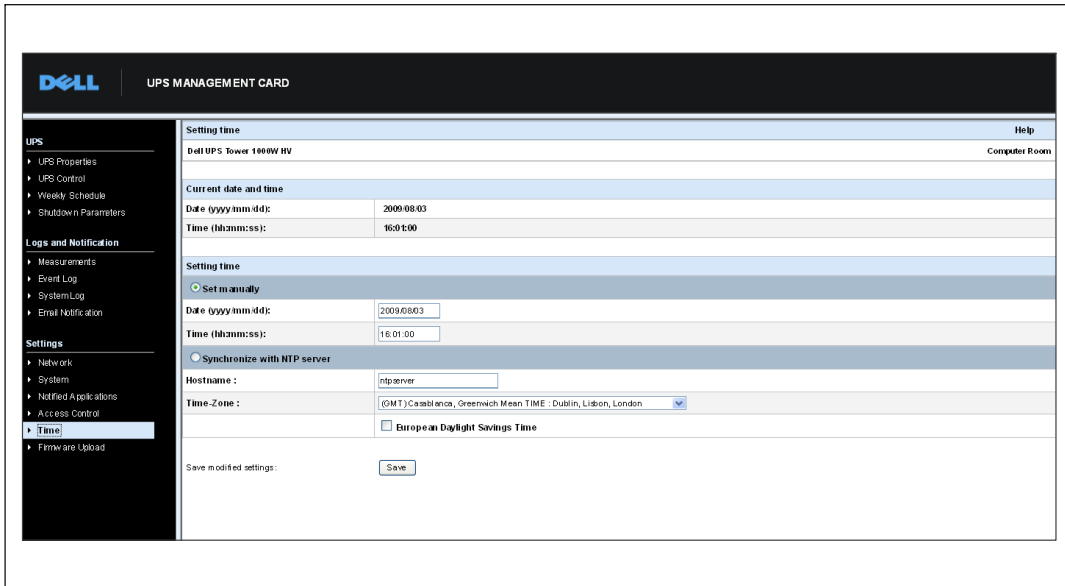 DELL
UPS MANAGEMENT CARD
UPS
UPS Properties
UPS Control
Weekly Schedule
Shutdown Parameters
Logs and Notification
Measurements
Event Log
System Log
Email Notification
Settings
Network
System
Notified Applications
Access Control
Time
Firmware Upload
Setting time Help
Dell UPS Tower 1000W HV Computer Room
Current date and time
Date (yyyy/mm/dd): 2009/08/03
Time (hh:mm:ss): 16:01:00
Setting time
Set manually
Date (yyyy/mm/dd): 2009/08/03
Time (hh:mm:ss): 16:01:00
Synchronize with NTP server
Hostname : ntpserver
Time-Zone : (GMT) Casablanca, Greenwich Mean TIME : Dublin, Lisbon, London
European Daylight Savings Time
Save modified settings: Save